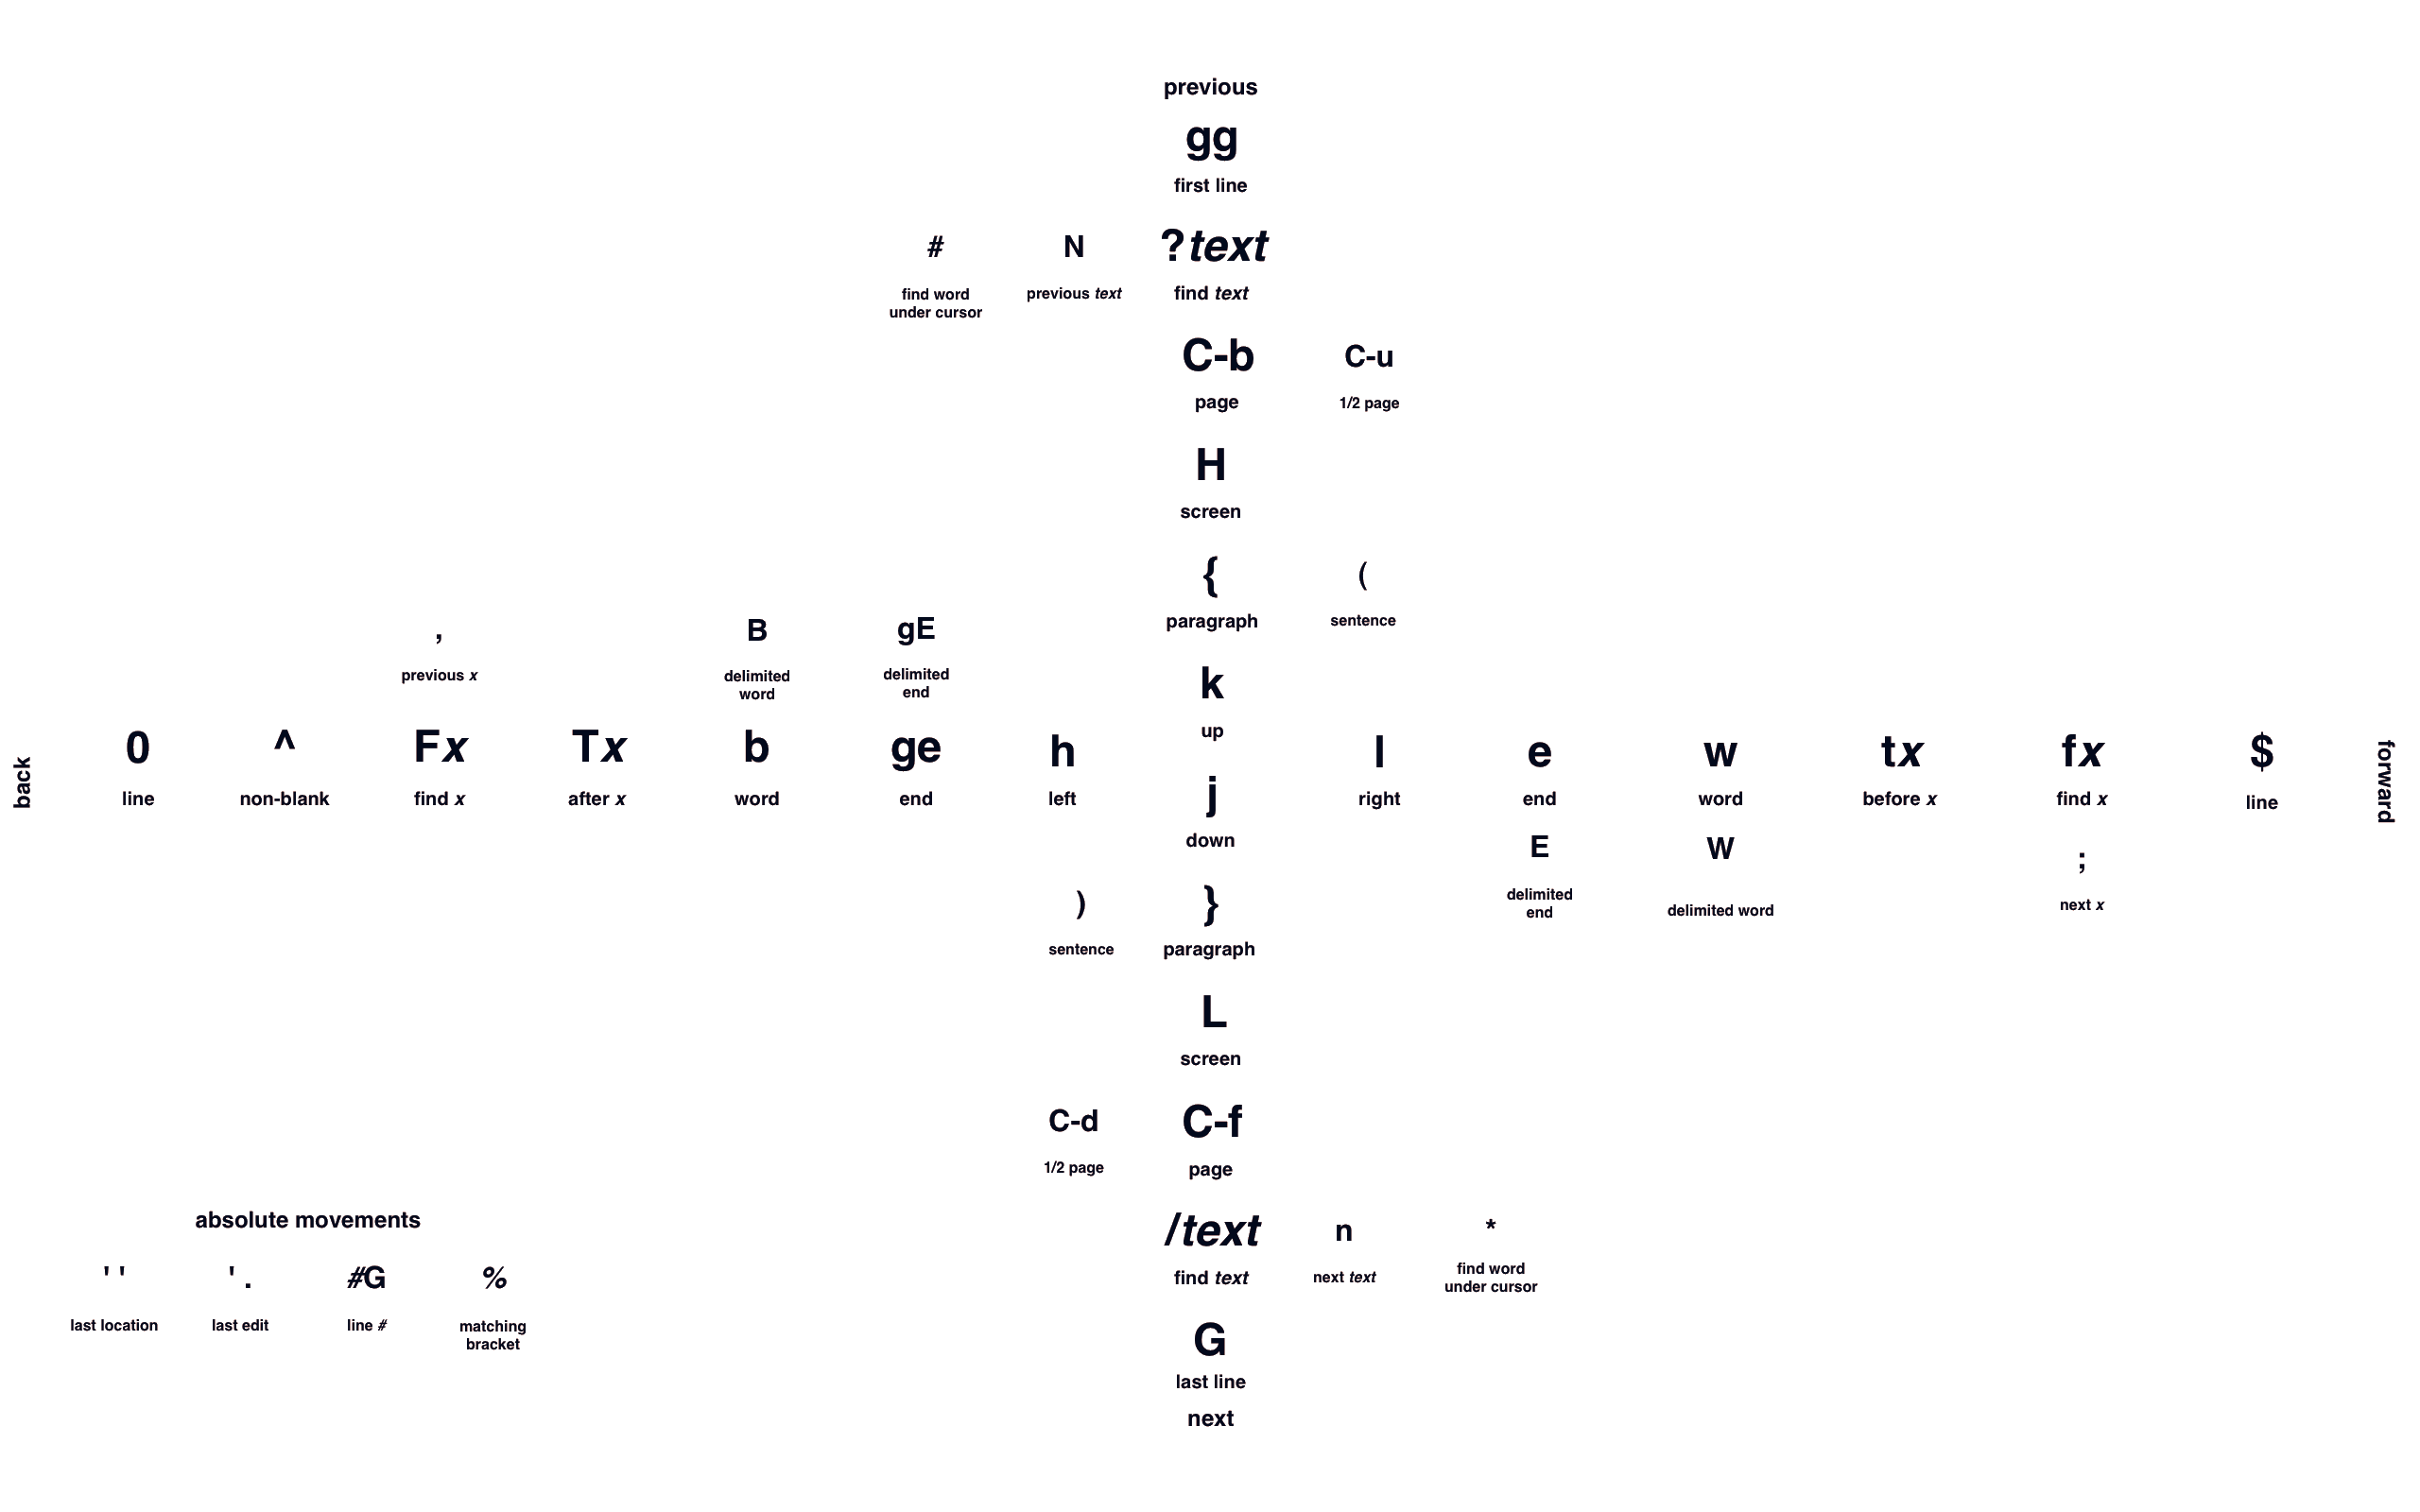 previous
gg
first line
# N ?text
find word
under cursor
previous text
find text
C-b C-u
page 1/2 page
H
screen
{ (
paragraph sentence
, B gE
previous x
delimited
word
delimited
end
k
up
back
0 ^ Fx Tx b ge h
line non-blank find x after x word end left
l e w tx fx $
right end word before x find x line
forward
j
down
E W ;
delimited
end
delimited word
next x
) }
sentence paragraph
L
screen
C-d C-f
1/2 page page
/text n *
find text next text
find word
under cursor
G
last line
next
absolute movements
' ' ' . #G %
last location last edit line #
matching
bracket